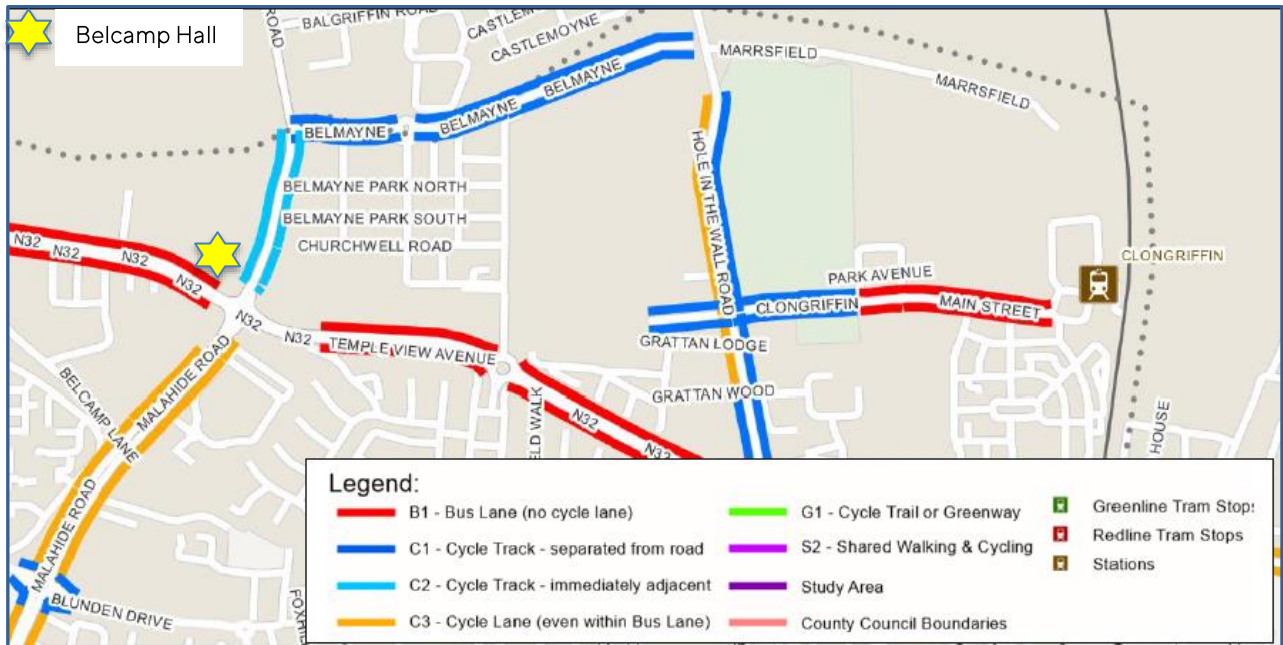 Belcamp Hall
ROAD
BALGRIFFIN ROAD
CASTLEMOYNE
MARRSFIELD
MARRSFIELD
BELMAYNE
BELMAYNE
BELMAYNE
HOLE IN THE WALL ROAD
BELMAYNE PARK NORTH
BELMAYNE PARK SOUTH
CHURCHWELL ROAD
N32
N32
N32
N32
N32
N32
TEMPLE VIEW AVENUE
CLONGRIFFIN
PARK AVENUE
CLONGRIFFIN
MAIN STREET
GRATTAN LODGE
GRATTAN WOOD
MALAHIDE ROAD
BELCAMP LANE
ELD WALK
N32
N32
HOUSE
MALAHIDE ROAD
BLUNDEN DRIVE
Legend:
B1 - Bus Lane (no cycle lane)
C1 - Cycle Track - separated from road
C2 - Cycle Track - immediately adjacent
C3 - Cycle Lane (even within Bus Lane)
G1 - Cycle Trail or Greenway
S2 - Shared Walking & Cycling
Study Area
County Council Boundaries
Greenline Tram Stops
Redline Tram Stops
Stations